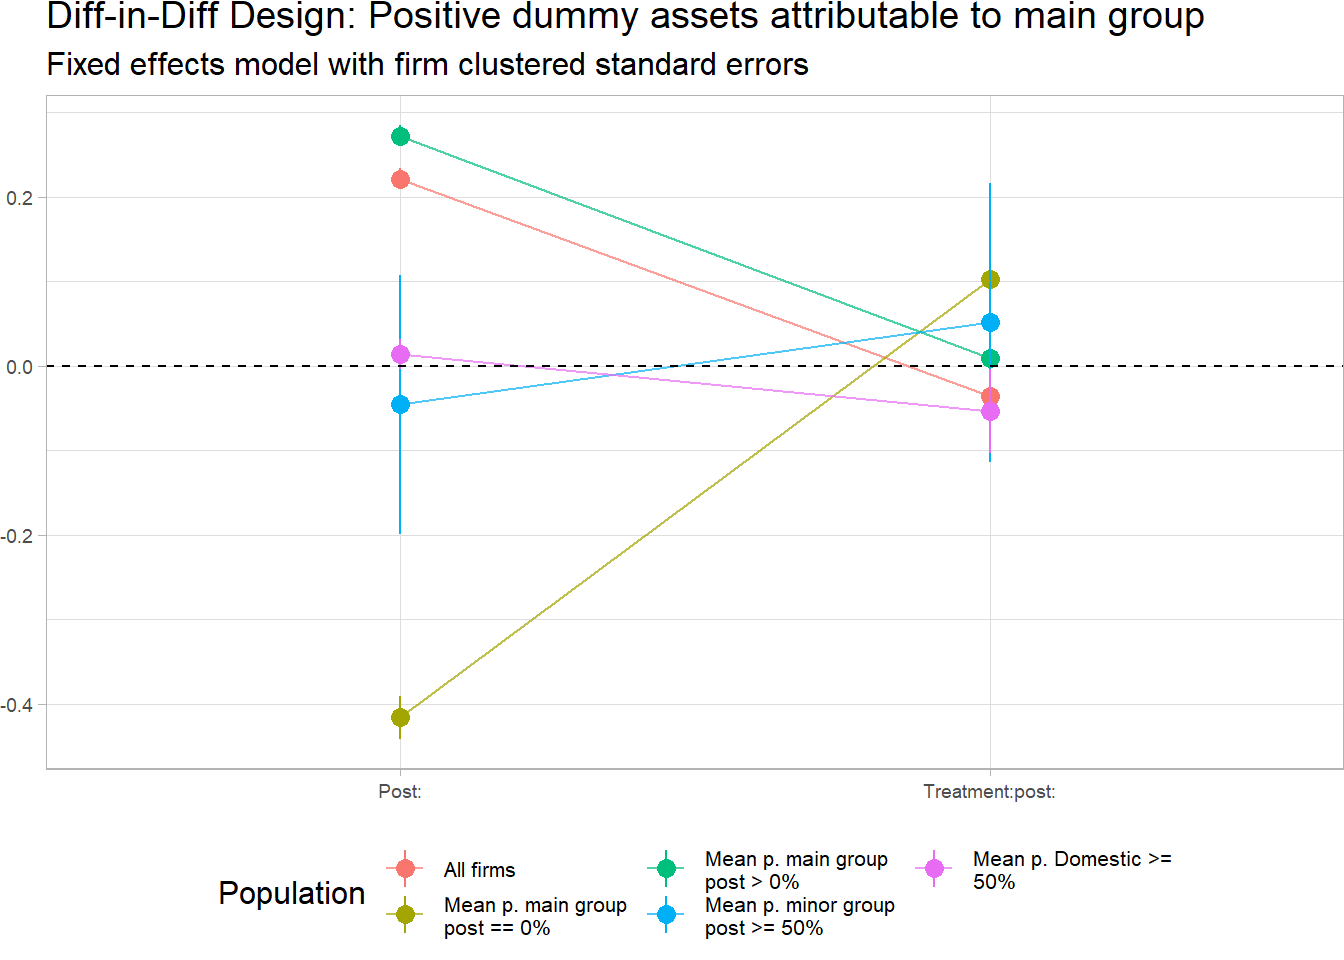 Diff-in-Diff Design: Positive dummy assets attributable to main group
Fixed effects model with firm clustered standard errors
0.2
0.0
-0.2
-0.4
Post:
Treatment:post:
Population
All firms
Mean p. main group
post == 0%
Mean p. main group
post > 0%
Mean p. minor group
post >= 50%
Mean p. Domestic >=
50%